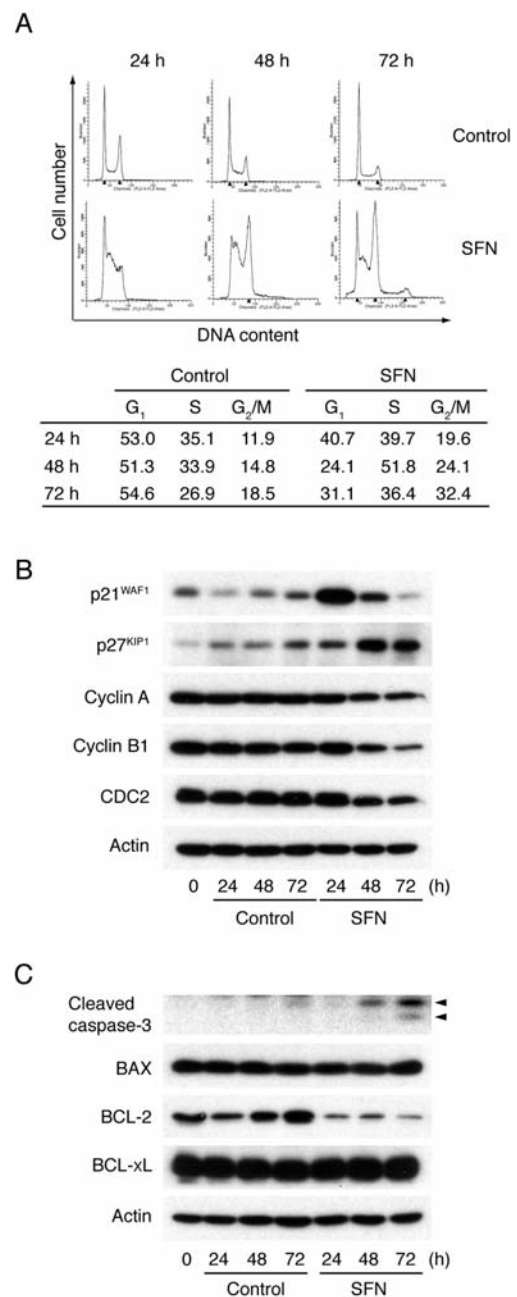 A
24 h 48 h 72 h
Control
SFN
Cell number
DNA content
Control SFN
G1 S G2/M G1 S G2/M
24 h 53.0 35.1 11.9 40.7 39.7 19.6
48 h 51.3 33.9 14.8 24.1 51.8 24.1
72 h 54.6 26.9 18.5 31.1 36.4 32.4
B
p21WAF1
p27KIP1
Cyclin A
Cyclin B1
CDC2
Actin
0 24 48 72 24 48 72 (h)
Control SFN
C
Cleaved
caspase-3
BAX
BCL-2
BCL-xL
Actin
0 24 48 72 24 48 72 (h)
Control SFN